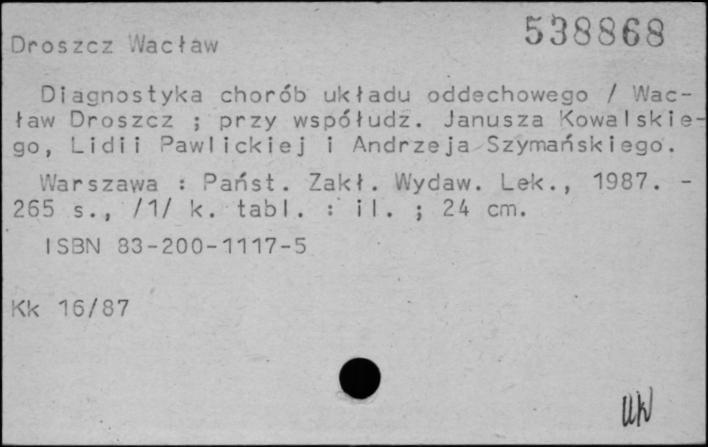 538868
Droszcz Wacław
Diagnostyka chorób układu oddechowego / Wac-
ław Droszcz ; przy współudz. Janusza Kowalskie-
go, Lidii Pawlickiej i Andrzeja Szymańskiego.
Warszawa : Państ. Zakł. Wydaw. Lek., 1987. -
265 s., /1/ k. tabl. : il. ; 24 cm.
ISBN 83-200-1117-5
Kk 16/87